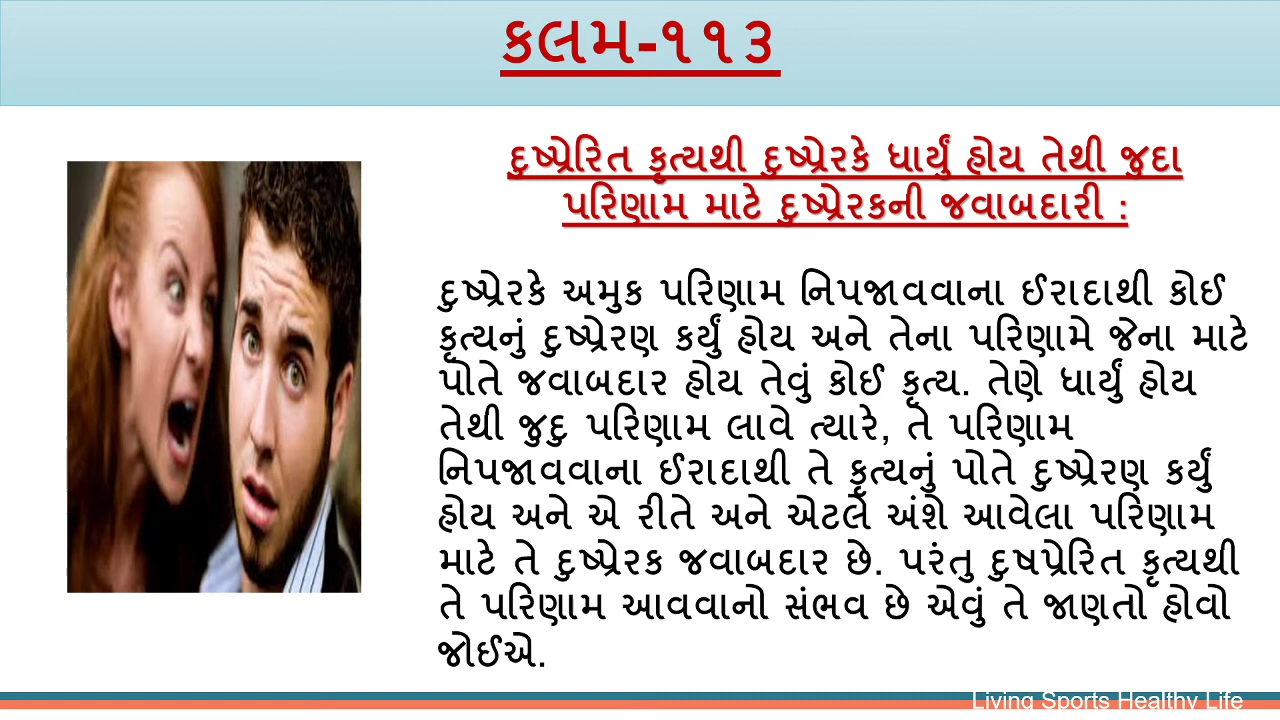 કલમ-૧૧૩
દુષ્પ્રેરિત કૃત્યથી દુષ્પ્રેરકે ધાર્યું હોય તેથી જુદા
પરિણામ માટે દુષ્પ્રેરકની જવાબદારી :
દુષ્પ્રેરકે અમુક પરિણામ નિપજાવવાના ઈરાદાથી કોઈ
કૃત્યનું દુષ્પ્રેરણ કર્યું હોય અને તેના પરિણામે જેના માટે
પોતે જવાબદાર હોય તેવું કોઈ કૃત્ય. તેણે ધાર્યું હોય
તેથી જુદુ પરિણામ લાવે ત્યારે, તે પરિણામ
નિપજાવવાના ઈરાદાથી તે કૃત્યનું પોતે દુષ્પ્રેરણ કર્યું
હોય અને એ રીતે અને એટલે અંશે આવેલા પરિણામ
માટે તે દુષ્પ્રેરક જવાબદાર છે. પરંતુ દુષપ્રેરિત કૃત્યથી
તે પરિણામ આવવાનો સંભવ છે એવું તે જાણતો હોવો
જોઈએ.
Living Sports Healthy Life